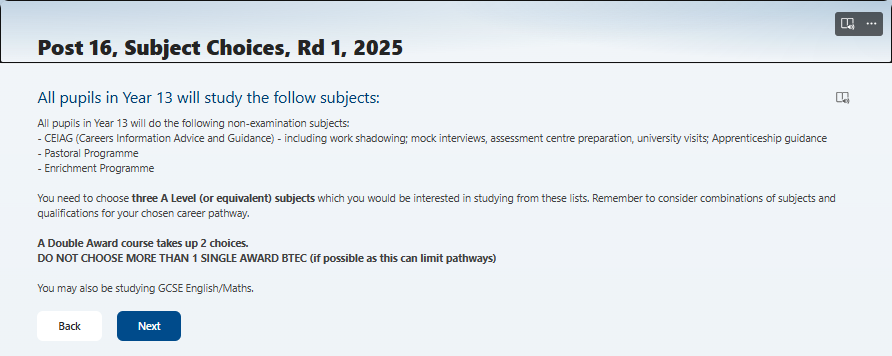 Post 16, Subject Choices, Rd 1, 2025
All pupils in Year 13 will study the follow subjects:
All pupils in Year 13 will do the following non-examination subjects:
- CEIAG (Careers Information Advice and Guidance) - including work shadowing; mock interviews, assessment centre preparation, university visits; Apprenticeship guidance
- Pastoral Programme
- Enrichment Programme
You need to choose three A Level (or equivalent) subjects which you would be interested in studying from these lists. Remember to consider combinations of subjects and
qualifications for your chosen career pathway.
A Double Award course takes up 2 choices.
DO NOT CHOOSE MORE THAN 1 SINGLE AWARD BTEC (if possible as this can limit pathways)
You may also be studying GCSE English/Maths.
Back
Next